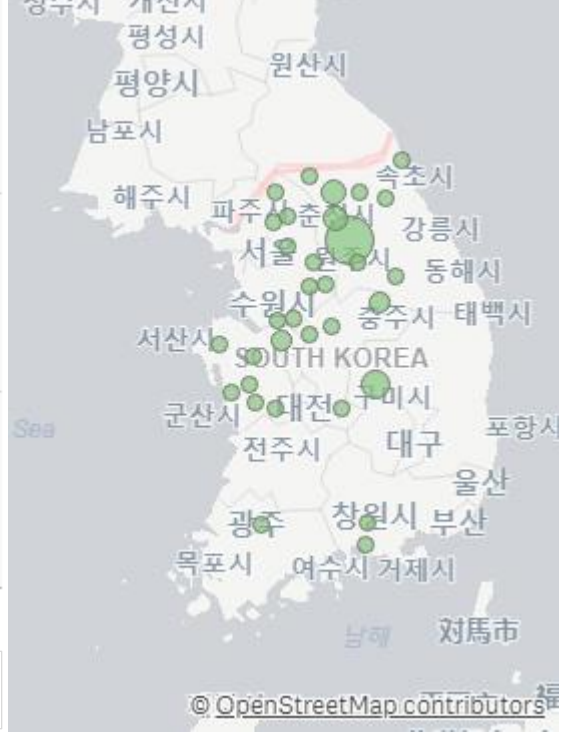 평성시
원산시
평양시
남포시
해주시
파주시
춘천시
속초시
강릉시
서울
원주시
동해시
수원시
충주시
태백시
서산시
SOUTH KOREA
군산시
대전
구미시
Sea
전주시
대구
포항시
울산
광주
창원시
부산
목포시
여수시
거제시
남해
対馬市
© OpenStreetMap contributors